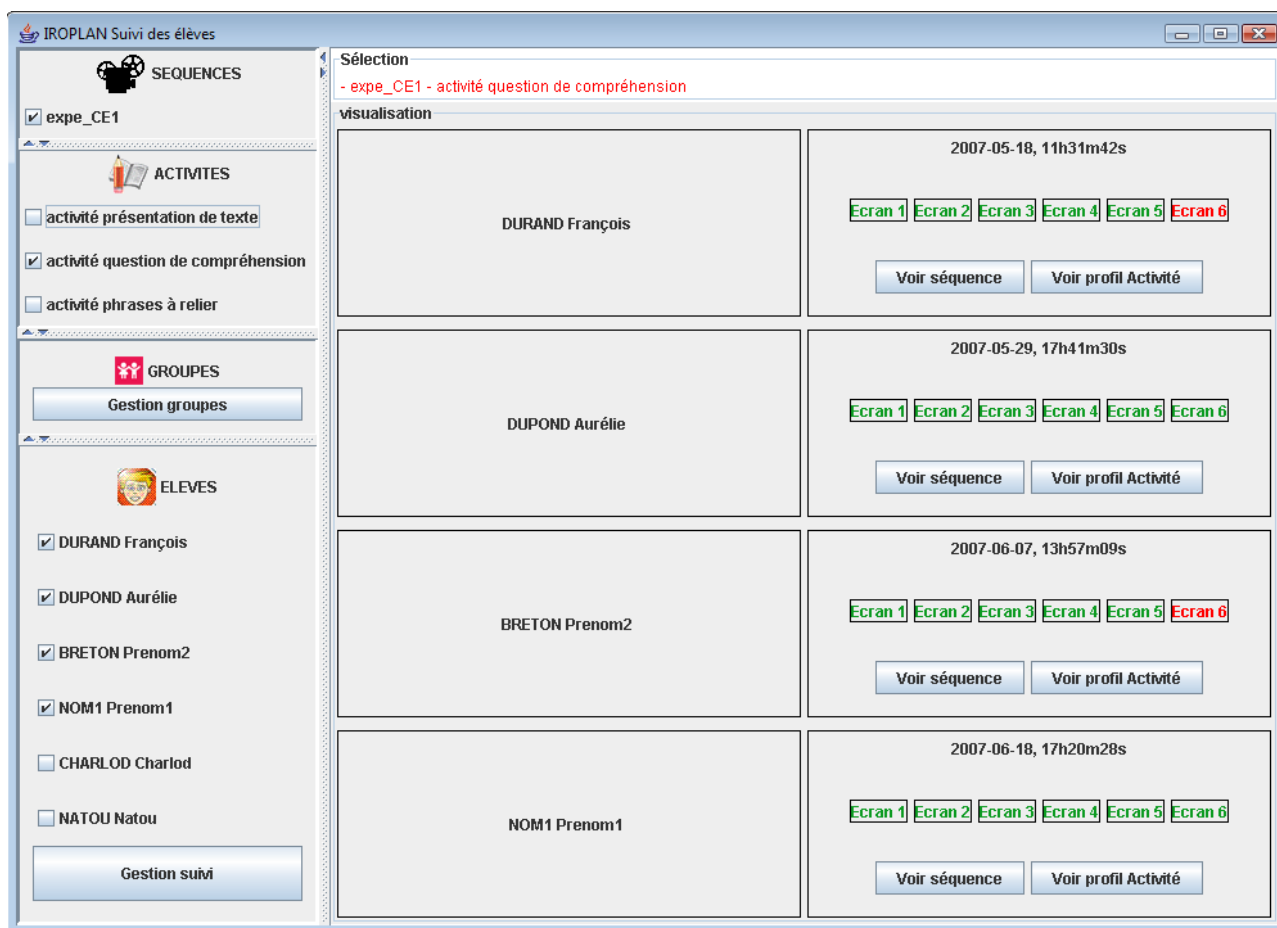 IROPLAN Suivi des élèves
SEQUENCES
expe_CE1
ACTIVITES
activité présentation de texte
activité question de compréhension
activité phrases à relier
GROUPES
Gestion groupes
ELEVES
DURAND François
DUPOND Aurélie
BRETON Prenom2
NOM1 Prenom1
CHARLOD Charlod
NATOU Natou
Gestion suivi
Sélection
- expe_CE1 - activité question de compréhension
visualisation
DURAND François
2007-05-18, 11h31m42s
Ecran 1 Ecran 2 Ecran 3 Ecran 4 Ecran 5 Ecran 6
Voir séquence Voir profil Activité
DUPOND Aurélie
2007-05-29, 17h41m30s
Ecran 1 Ecran 2 Ecran 3 Ecran 4 Ecran 5 Ecran 6
Voir séquence Voir profil Activité
BRETON Prenom2
2007-06-07, 13h57m09s
Ecran 1 Ecran 2 Ecran 3 Ecran 4 Ecran 5 Ecran 6
Voir séquence Voir profil Activité
NOM1 Prenom1
2007-06-18, 17h20m28s
Ecran 1 Ecran 2 Ecran 3 Ecran 4 Ecran 5 Ecran 6
Voir séquence Voir profil Activité